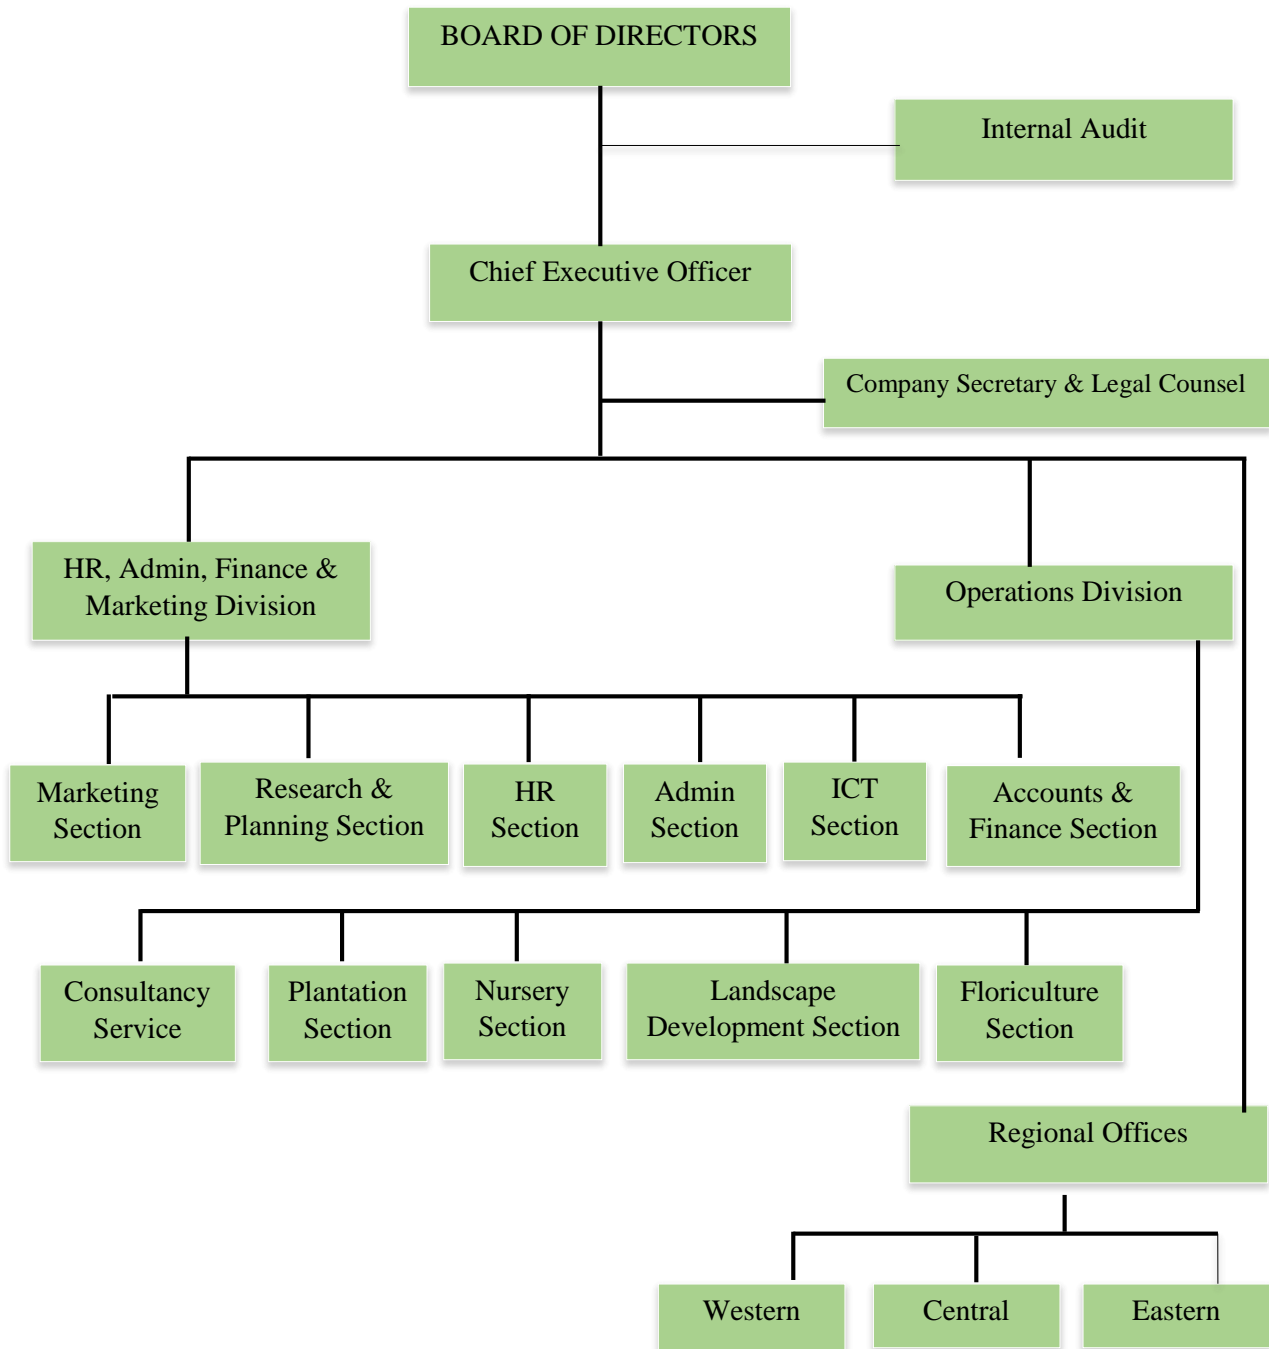 BOARD OF DIRECTORS
Internal Audit
Chief Executive Officer
Company Secretary & Legal Counsel
HR, Admin, Finance &
Marketing Division
Operations Division
Marketing
Section
Research &
Planning Section
HR
Section
Admin
Section
ICT
Section
Accounts &
Finance Section
Consultancy
Service
Plantation
Section
Nursery
Section
Landscape
Development Section
Floriculture
Section
Regional Offices
Western
Central
Eastern